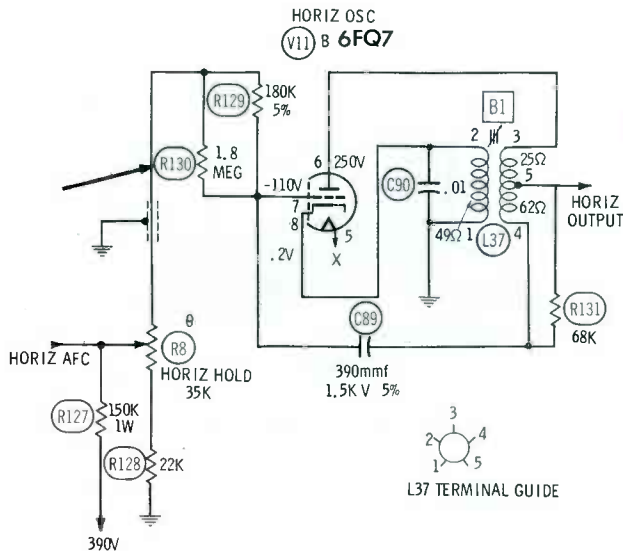 HORIZ OSC
V11 B 6FQ7
R129
180K
5%
R130
1.8
MEG
-110V
6 250V
7
8
5
.2V
X
C90
.01
B1
2 3
25Ω
5
62Ω
49Ω 1 4
L37
HORIZ
OUTPUT
R131
68K
C89
390mmf
1.5KV 5%
θ
R8
HORIZ HOLD
35K
HORIZ AFC
R127
150K
1W
R128
22K
390V
3
2 4
1 5
L37 TERMINAL GUIDE